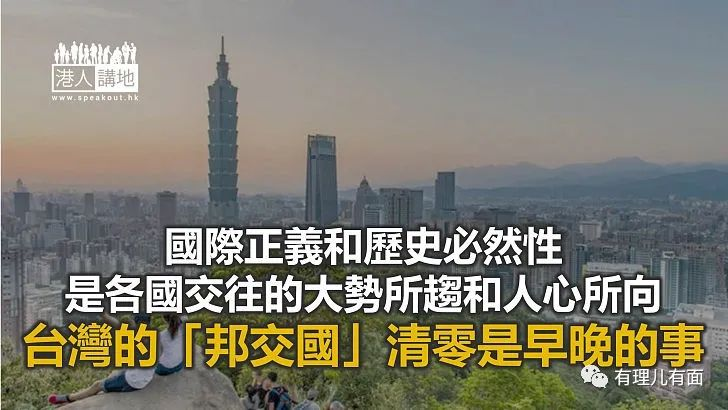 港人講地
www.speakout.hk
國際正義和歷史必然性
是各國交往的大勢所趨和人心所向
台灣的「邦交國」清零是早晚的事
有理儿有面